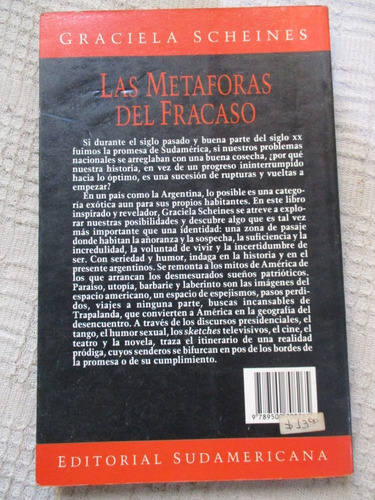 GRACIELA SCHEINES
LAS METAFORAS
DEL FRACASO
Si durante el siglo pasado y buena parte del siglo XX
fuimos la promesa de Sudamérica, si nuestros problemas
nacionales se arreglaban con una buena cosecha, ¿por qué
nuestra historia, en vez de un progreso ininterrumpido
hacia lo óptimo, es una sucesión de rupturas y vueltas a
empezar?
En un país como la Argentina, lo posible es una catego-
ría exótica aun para sus propios habitantes. En este libro
inspirado y revelador, Graciela Scheines se atreve a explo-
rar nuestras posibilidades y descubre algo que es tal vez
más importante que una identidad: una zona de pasaje
donde habitan la añoranza y la sospecha, la suficiencia y la
incredulidad, la voluntad de vivir y la incertidumbre de
ser. Con seriedad y humor, indaga en la historia y en el
presente argentinos. Se remonta a los mitos de América de
los que arrancan los desmesurados sueños patrióticos.
Paraíso, utopía, barbarie y laberinto son las imágenes del
espacio americano, un espacio de espejismos, pasos perdi-
dos, viajes a ninguna parte, buscas incansables de
Trapalanda, que convierten a América en la geografía del
desencuentro. A través de los discursos presidenciales, el
tango, el humor sexual, los sketches televisivos, el cine, el
teatro y la novela, traza el itinerario de una realidad
pródiga, cuyos senderos se bifurcan en pos de los bordes de
la promesa o de su cumplimiento.
EDITORIAL SUDAMERICANA